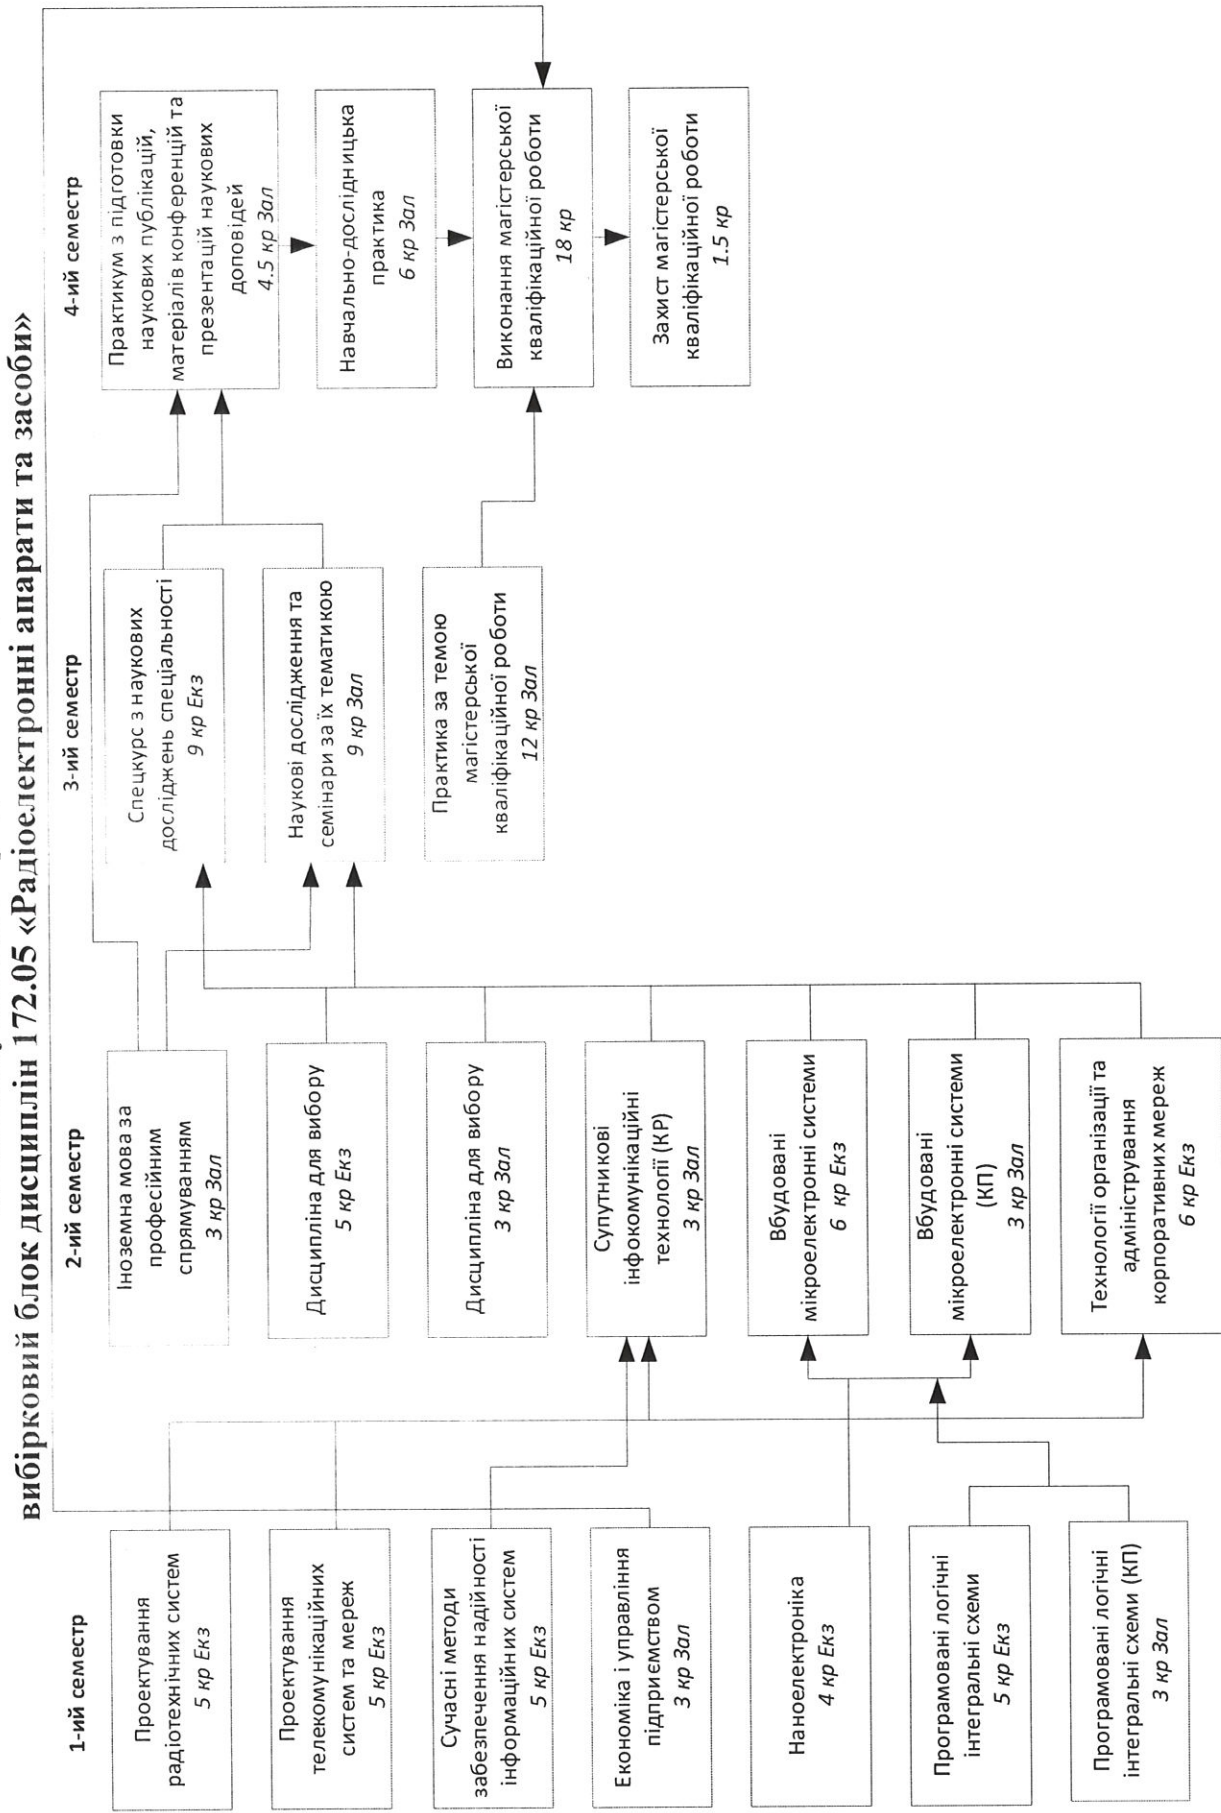 вибірковий блок дисциплін 172.05 «Радіоелектронні апарати та засоби»
1-ий семестр
Проектування
радіотехнічних систем
5 кр Екз
Проектування
телекомунікаційних
систем та мереж
5 кр Екз
Сучасні методи
забезпечення надійності
інформаційних систем
5 кр Екз
Економіка і управління
підприємством
3 кр Зал
Наноелектроніка
4 кр Екз
Програмовані логічні
інтегральні схеми
5 кр Екз
Програмовані логічні
інтегральні схеми (КП)
3 кр Зал
2-ий семестр
Іноземна мова за
професійним
спрямуванням
3 кр Зал
Дисципліна для вибору
5 кр Екз
Дисципліна для вибору
3 кр Зал
Супутникові
інфокомунікаційні
технології (КР)
3 кр Зал
Вбудовані
мікроелектронні системи
6 кр Екз
Вбудовані
мікроелектронні системи
(КП)
3 кр Зал
Технології організації та
адміністрування
корпоративних мереж
6 кр Екз
3-ий семестр
Спецкурс з наукових
досліджень спеціальності
9 кр Екз
Наукові дослідження та
семінари за їх тематикою
9 кр Зал
Практика за темою
магістерської
кваліфікаційної роботи
12 кр Зал
4-ий семестр
Практикум з підготовки
наукових публікацій,
матеріалів конференцій та
презентацій наукових
доповідей
4.5 кр Зал
Навчально-дослідницька
практика
6 кр Зал
Виконання магістерської
кваліфікаційної роботи
18 кр
Захист магістерської
кваліфікаційної роботи
1.5 кр